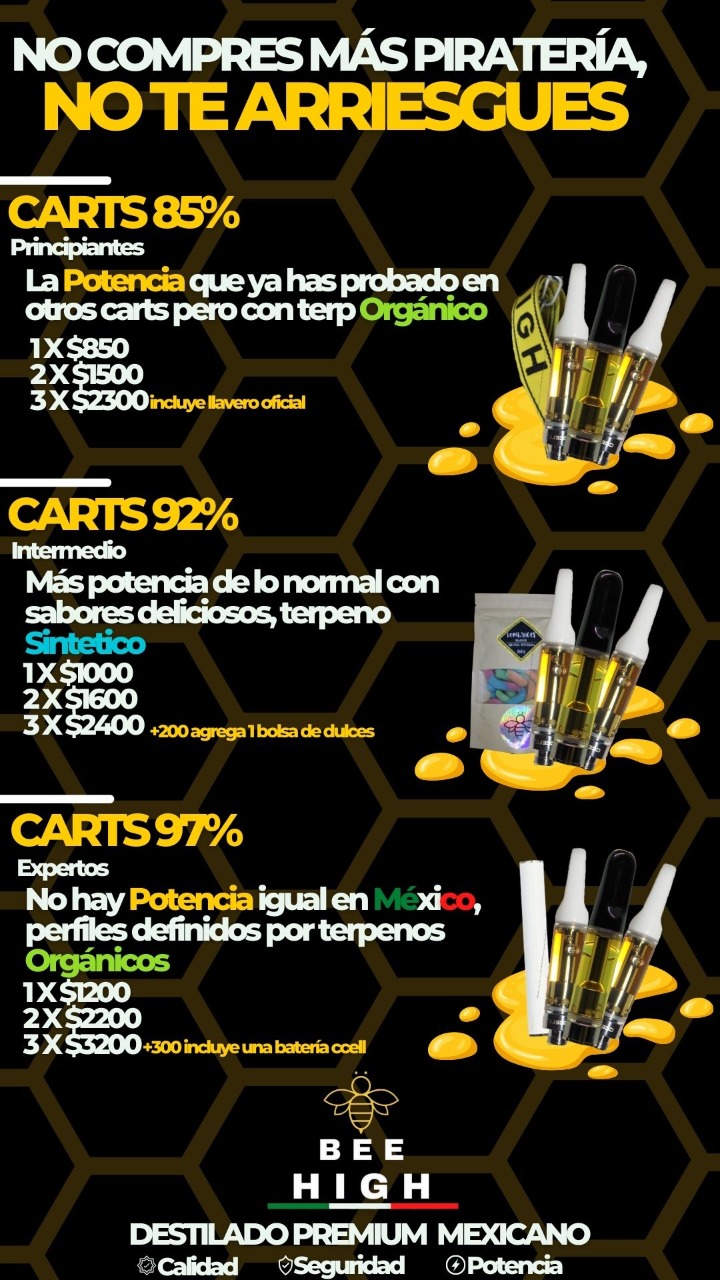 NO COMPRES MÁS PIRATERÍA,
NO TE ARRIESGUES
CARTS 85%
Principiantes
La Potencia que ya has probado en
otros carts pero con terp Orgánico
1 X $850
2 X $1500
3 X $2300 incluye llavero oficial
IGH
CARTS 92%
Intermedio
Más potencia de lo normal con
sabores deliciosos, terpeno
Sintetico
1 X $1000
2 X $1600
3 X $2400 +200 agrega 1 bolsa de dulces
CARTS 97%
Expertos
No hay Potencia igual en México,
perfiles definidos por terpenos
Orgánicos
1 X $1200
2 X $2200
3 X $3200 +300 incluye una batería ccell
BEE
HIGH
DESTILADO PREMIUM MEXICANO
Calidad Seguridad Potencia